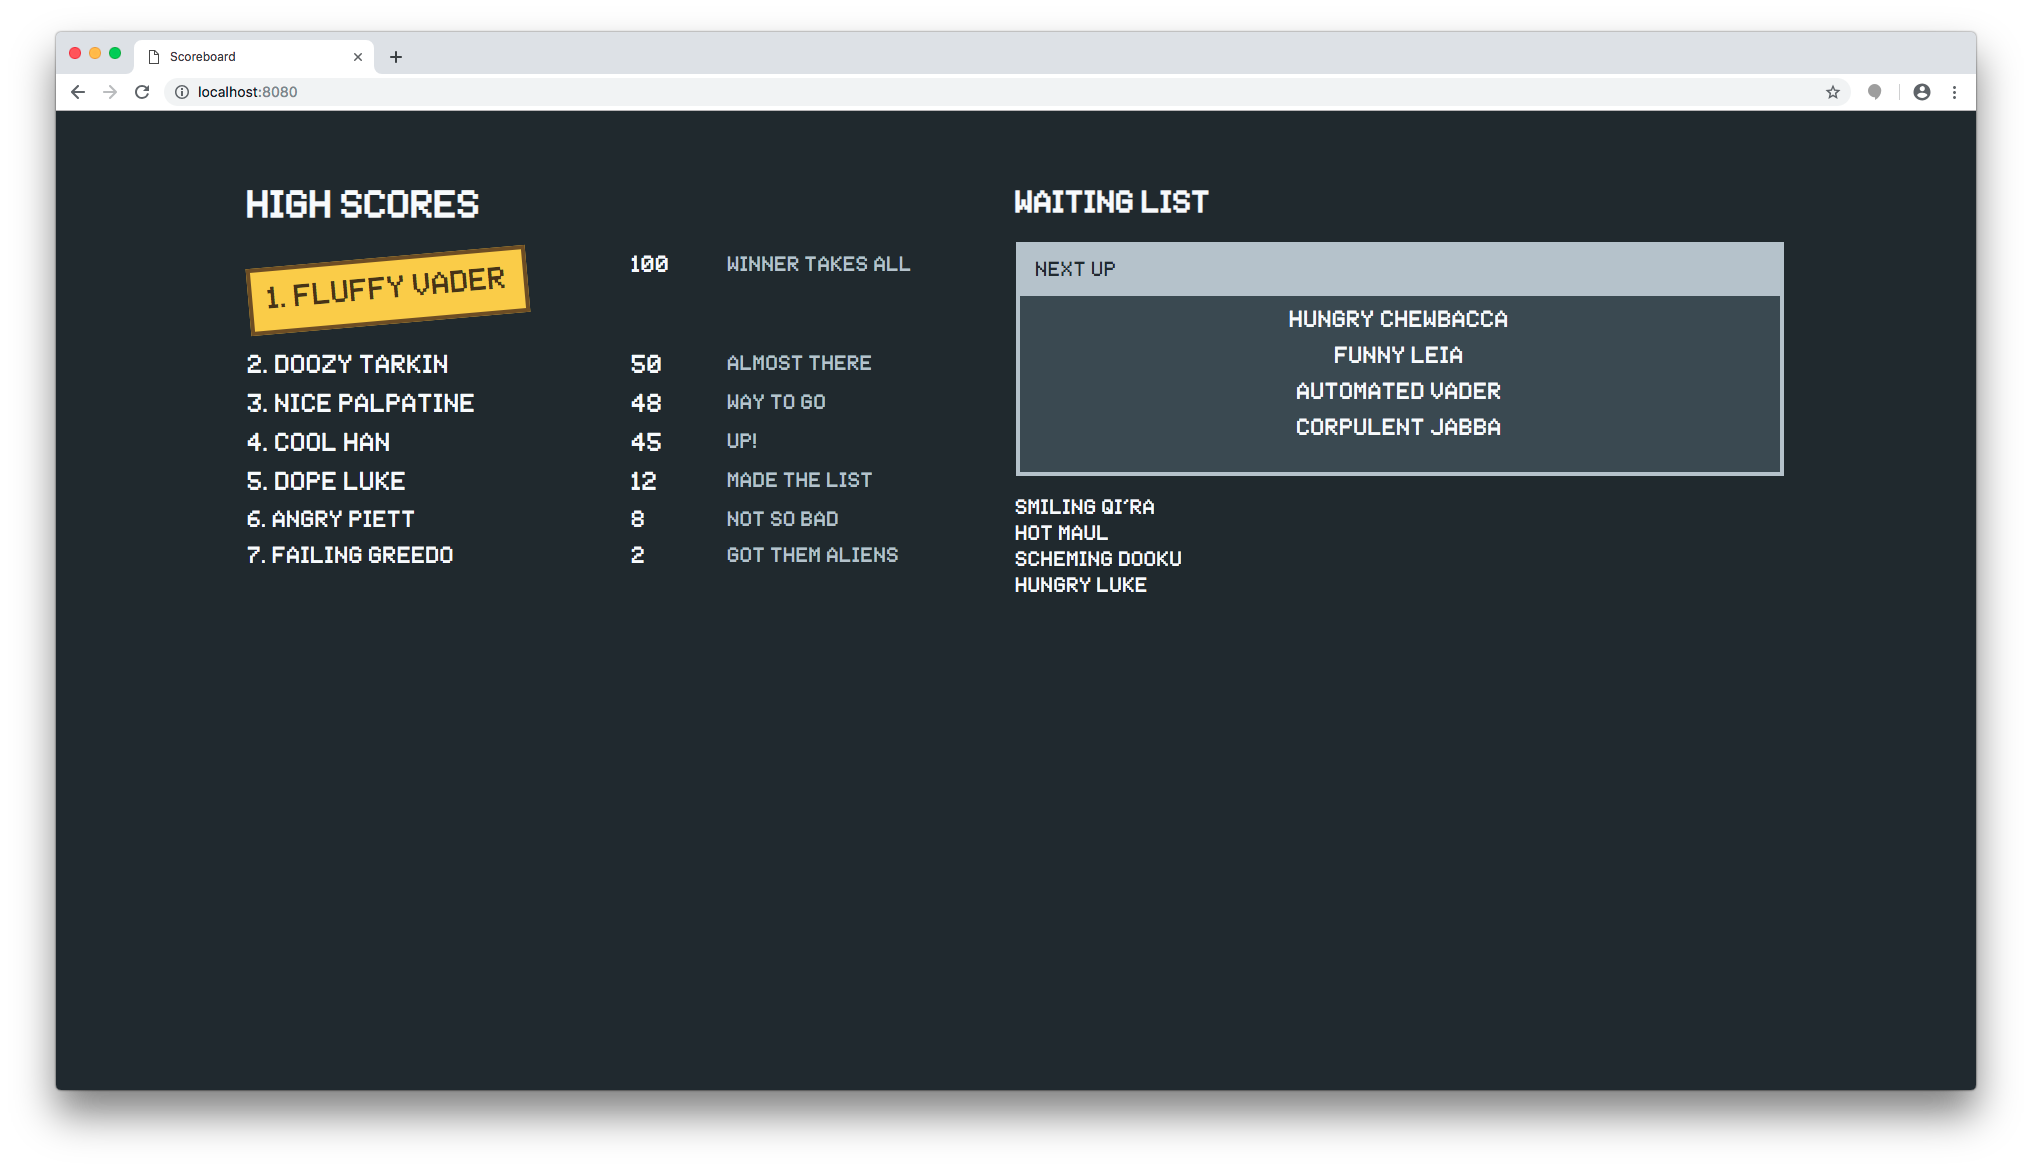 Scoreboard
localhost:8080
HIGH SCORES
1. FLUFFY VADER 100 WINNER TAKES ALL
2. DOOZY TARKIN 50 ALMOST THERE
3. NICE PALPATINE 48 WAY TO GO
4. COOL HAN 45 UP!
5. DOPE LUKE 12 MADE THE LIST
6. ANGRY PIETT 8 NOT SO BAD
7. FAILING GREEDO 2 GOT THEM ALIENS
WAITING LIST
NEXT UP
HUNGRY CHEWBACCA
FUNNY LEIA
AUTOMATED VADER
CORPULENT JABBA
SMILING QI'RA
HOT MAUL
SCHEMING DOOKU
HUNGRY LUKE